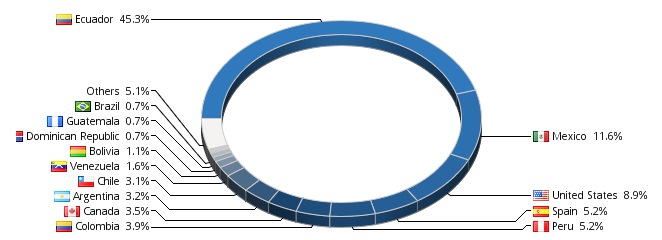 Ecuador 45.3%
Others 5.1%
Brazil 0.7%
Guatemala 0.7%
Dominican Republic 0.7%
Bolivia 1.1%
Venezuela 1.6%
Chile 3.1%
Argentina 3.2%
Canada 3.5%
Colombia 3.9%
Mexico 11.6%
United States 8.9%
Spain 5.2%
Peru 5.2%